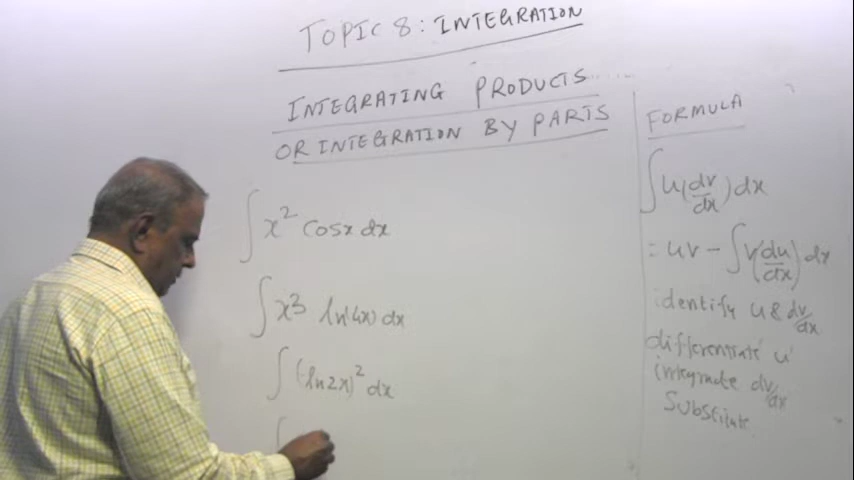 TOPIC 8: INTEGRATION
INTEGRATING PRODUCTS......
OR INTEGRATION BY PARTS
∫ x² cosx dx
∫ x³ ln(4x) dx
∫ (ln2x)² dx
∫
FORMULA
∫ u(dv/dx) dx
= uv - ∫ v(du/dx) dx
identify u & dv/dx
differentiate 'u'
integrate dv/dx
Substitute